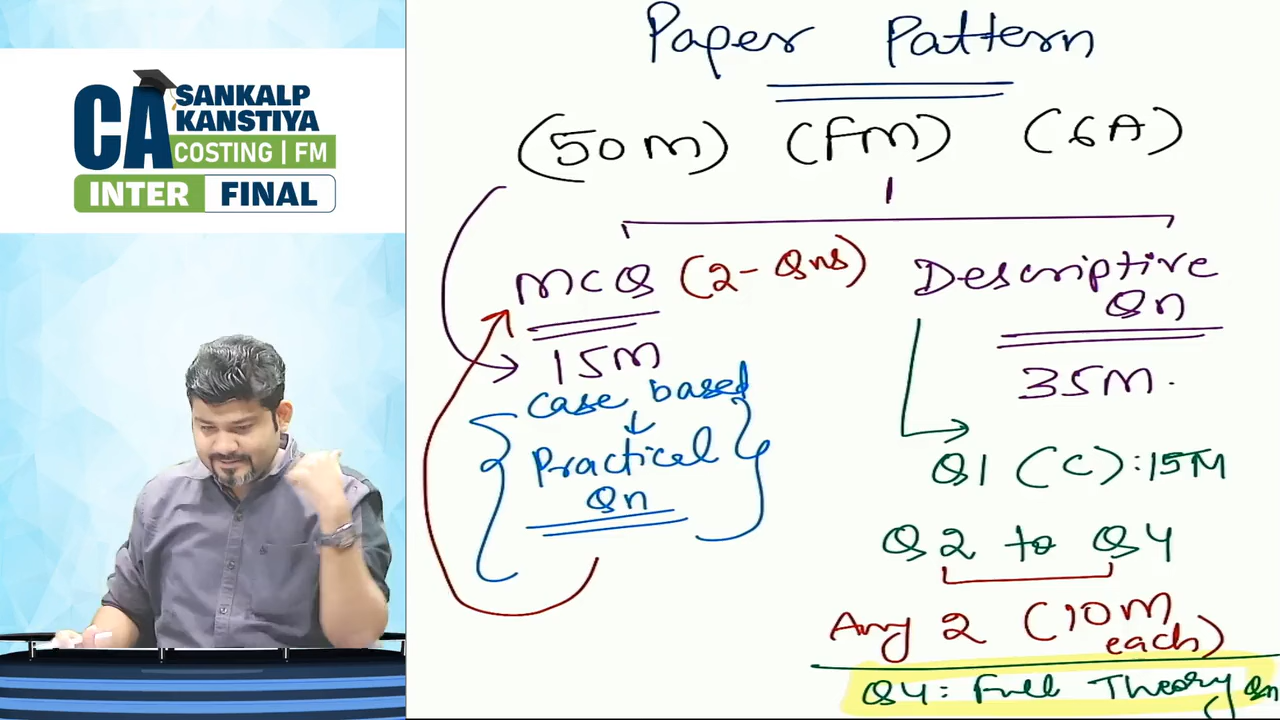 CA SANKALP
KANSTIYA
COSTING | FM
INTER FINAL
Paper Pattern
(50M) (FM) (6A)
MCQ (2-Qns)
15M
Case based
Practical
Qn
Descriptive
Qn
35M.
Q1 (C):15M
Q2 to Q4
Any 2 (10M
each)
Q4: Full Theory Qn